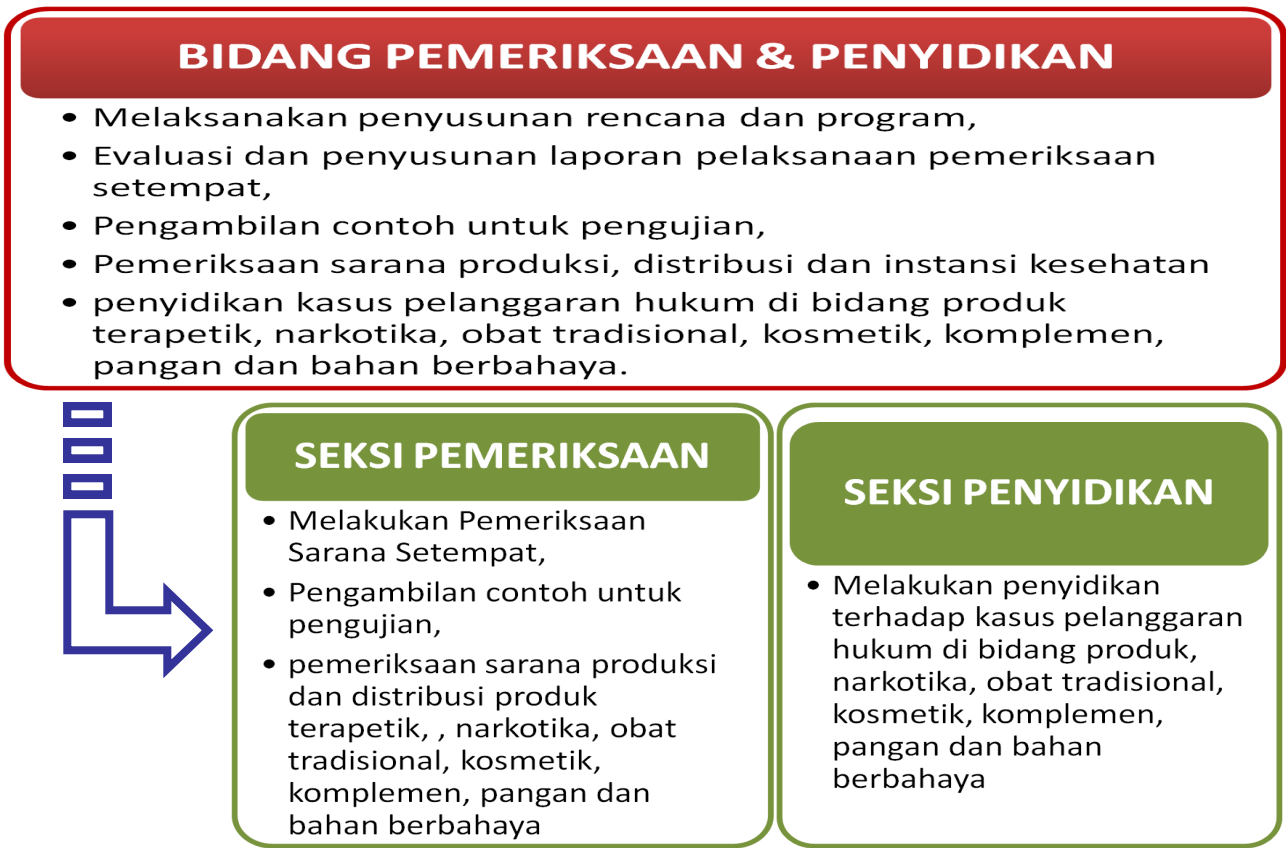 BIDANG PEMERIKSAAN & PENYIDIKAN
• Melaksanakan penyusunan rencana dan program,
• Evaluasi dan penyusunan laporan pelaksanaan pemeriksaan
setempat,
• Pengambilan contoh untuk pengujian,
• Pemeriksaan sarana produksi, distribusi dan instansi kesehatan
• penyidikan kasus pelanggaran hukum di bidang produk
terapetik, narkotika, obat tradisional, kosmetik, komplemen,
pangan dan bahan berbahaya.
SEKSI PEMERIKSAAN
• Melakukan Pemeriksaan
Sarana Setempat,
• Pengambilan contoh untuk
pengujian,
• pemeriksaan sarana produksi
dan distribusi produk
terapetik, , narkotika, obat
tradisional, kosmetik,
komplemen, pangan dan
bahan berbahaya
SEKSI PENYIDIKAN
• Melakukan penyidikan
terhadap kasus pelanggaran
hukum di bidang produk,
narkotika, obat tradisional,
kosmetik, komplemen,
pangan dan bahan
berbahaya